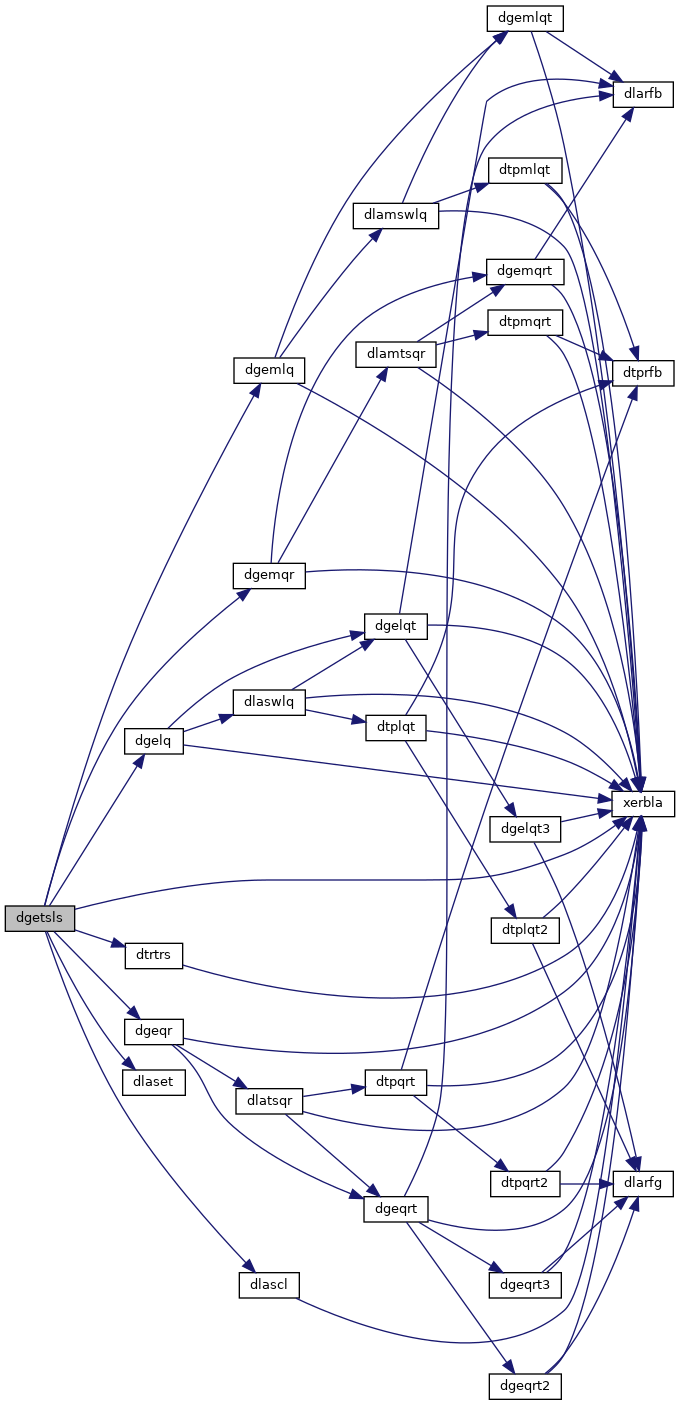 dgemlqt
dlarfb
dtpmlqt
dlamswlq
dgemqrt
dtpmqrt
dlamtsqr
dgemlq
dtprfb
dgemqr
dgelqt
dlaswlq
dtplqt
dgelq
xerbla
dgelqt3
dgetsls
dtplqt2
dtrtrs
dgeqr
dlaset
dtpqrt
dlatsqr
dtpqrt2
dlarfg
dgeqrt
dlascl
dgeqrt3
dgeqrt2